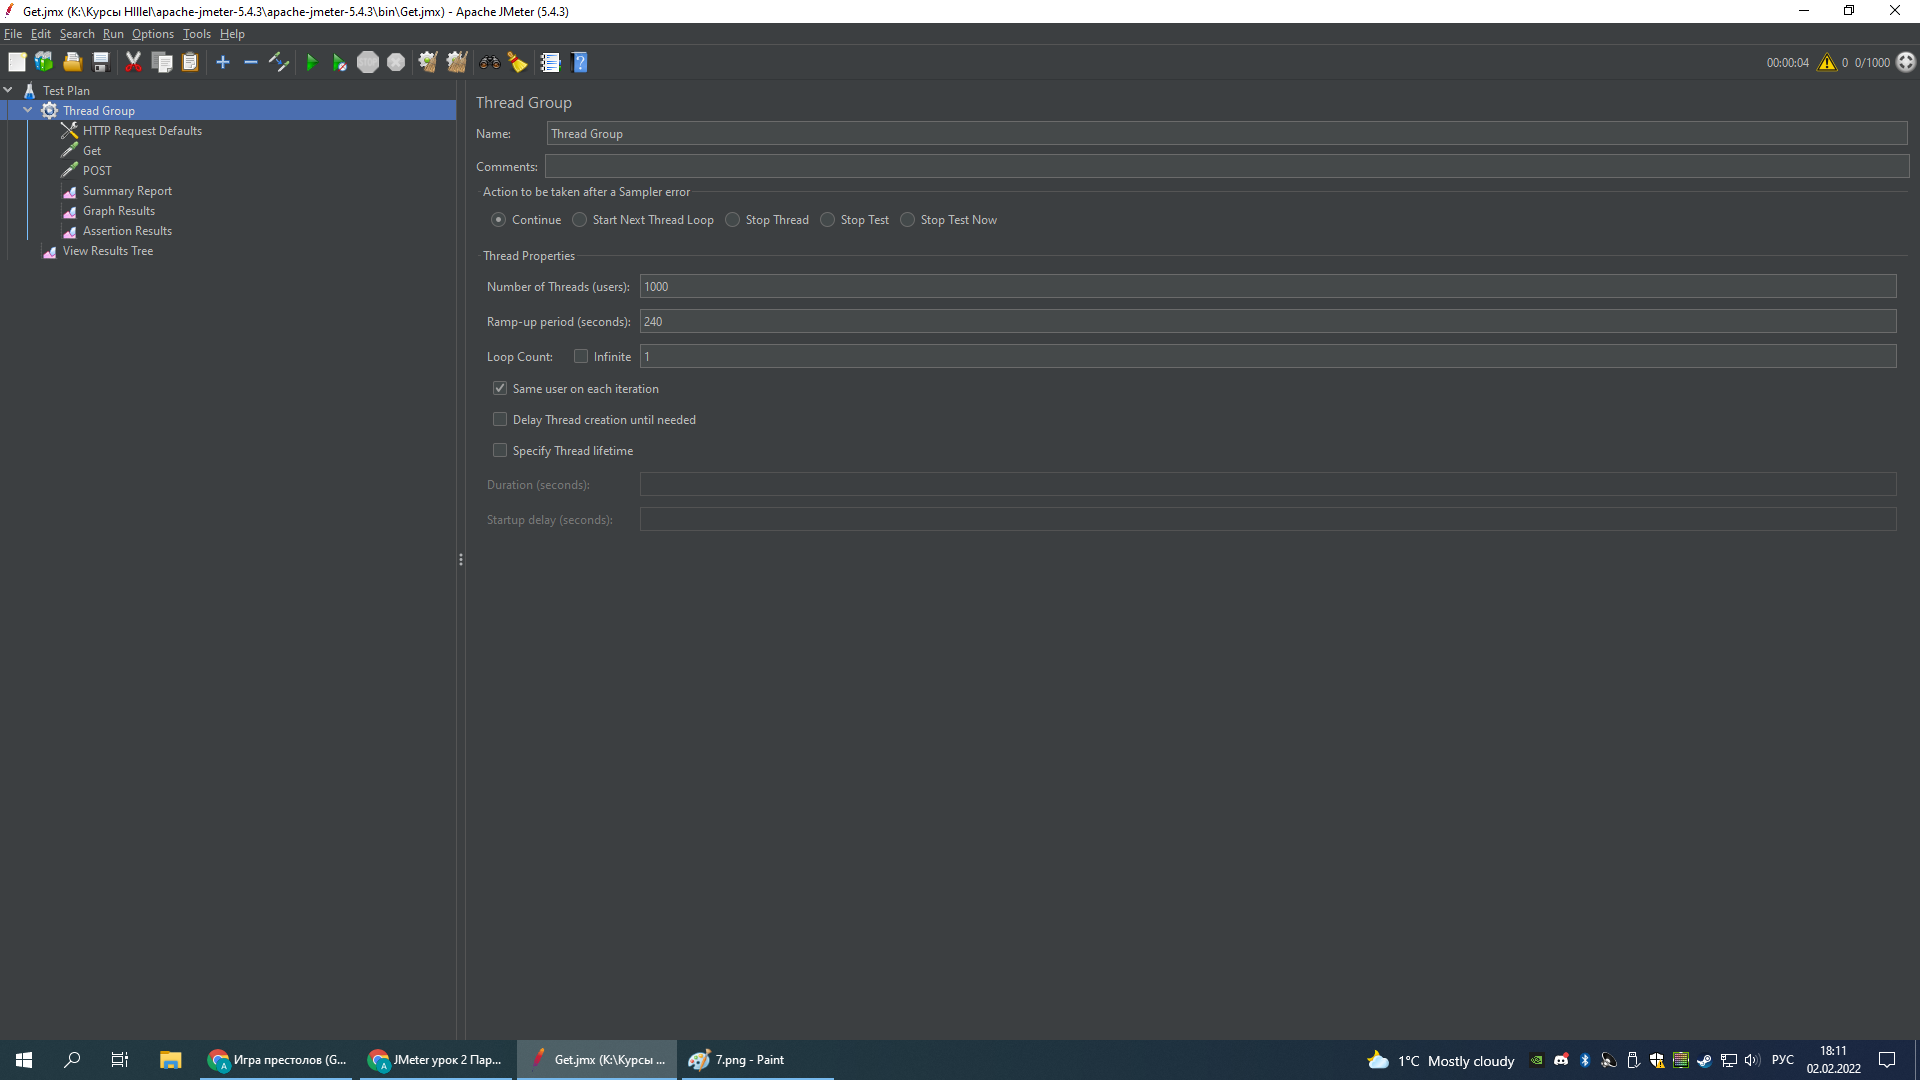 Get.jmx (K:\Курсы HIllel\apache-jmeter-5.4.3\apache-jmeter-5.4.3\bin\Get.jmx) - Apache JMeter (5.4.3)
File Edit Search Run Options Tools Help
STOP
00:00:04 0 0/1000
Test Plan
Thread Group
HTTP Request Defaults
Get
POST
Summary Report
Graph Results
Assertion Results
View Results Tree
Thread Group
Name: Thread Group
Comments:
Action to be taken after a Sampler error
Continue Start Next Thread Loop Stop Thread Stop Test Stop Test Now
Thread Properties
Number of Threads (users): 1000
Ramp-up period (seconds): 240
Loop Count: Infinite 1
Same user on each iteration
Delay Thread creation until needed
Specify Thread lifetime
Duration (seconds):
Startup delay (seconds):
Игра престолов (G... JMeter урок 2 Пар... Get.jmx (K:\Курсы ... 7.png - Paint
1°C Mostly cloudy РУС 18:11
02.02.2022